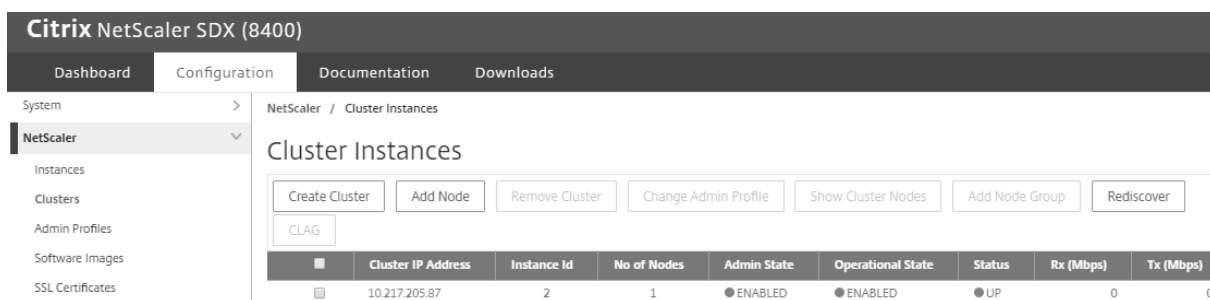 Citrix NetScaler SDX (8400)
Dashboard Configuration Documentation Downloads
System
NetScaler
Instances
Clusters
Admin Profiles
Software Images
SSL Certificates
NetScaler / Cluster Instances
Cluster Instances
Create Cluster Add Node Remove Cluster Change Admin Profile Show Cluster Nodes Add Node Group Rediscover
CLAG
Cluster IP Address Instance Id No of Nodes Admin State Operational State Status Rx (Mbps) Tx (Mbps)
10.217.205.87 2 1 ENABLED ENABLED UP 0